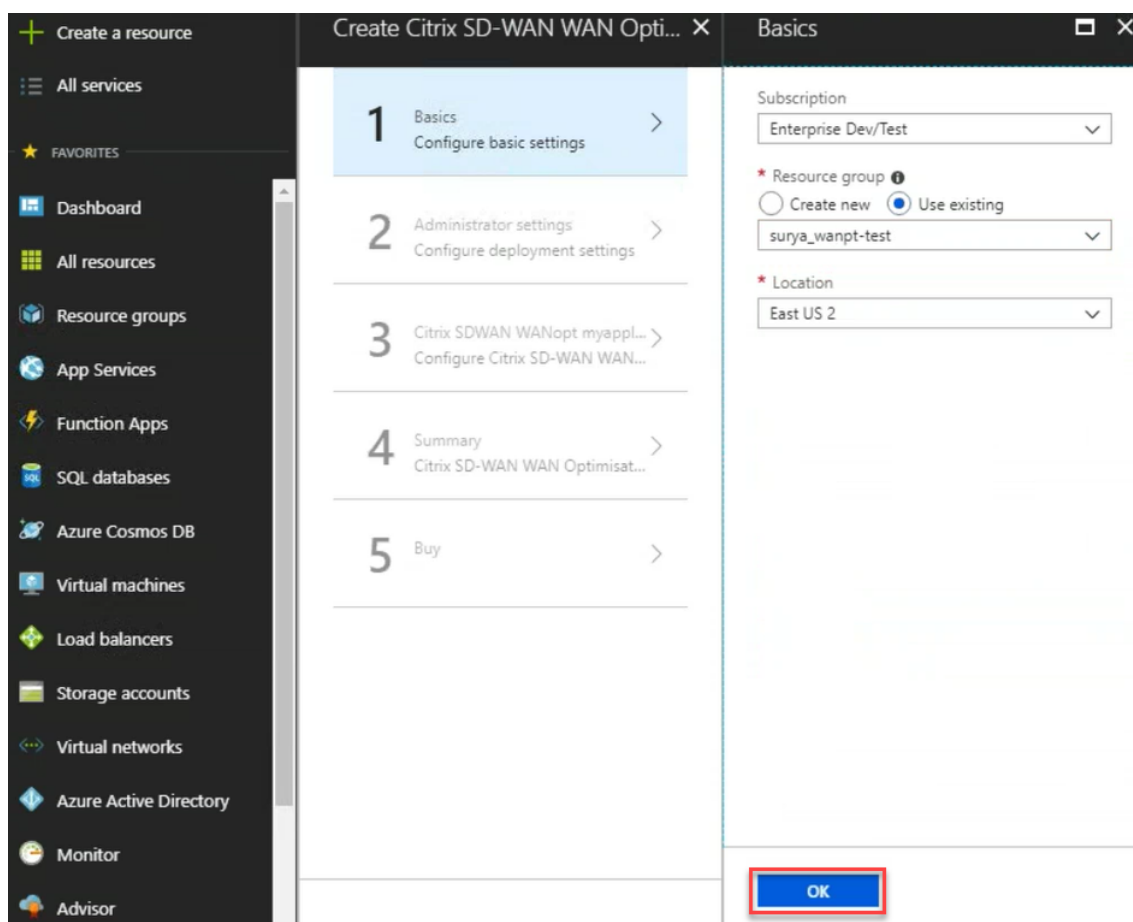 Create a resource
All services
FAVORITES
Dashboard
All resources
Resource groups
App Services
Function Apps
SQL databases
Azure Cosmos DB
Virtual machines
Load balancers
Storage accounts
Virtual networks
Azure Active Directory
Monitor
Advisor
Create Citrix SD-WAN WAN Opti...
1
Basics
Configure basic settings
2
Administrator settings
Configure deployment settings
3
Citrix SDWAN WANopt myappl...
Configure Citrix SD-WAN WAN...
4
Summary
Citrix SD-WAN WAN Optimisat...
5
Buy
Basics
Subscription
Enterprise Dev/Test
* Resource group
Create new Use existing
surya_wanpt-test
* Location
East US 2
OK